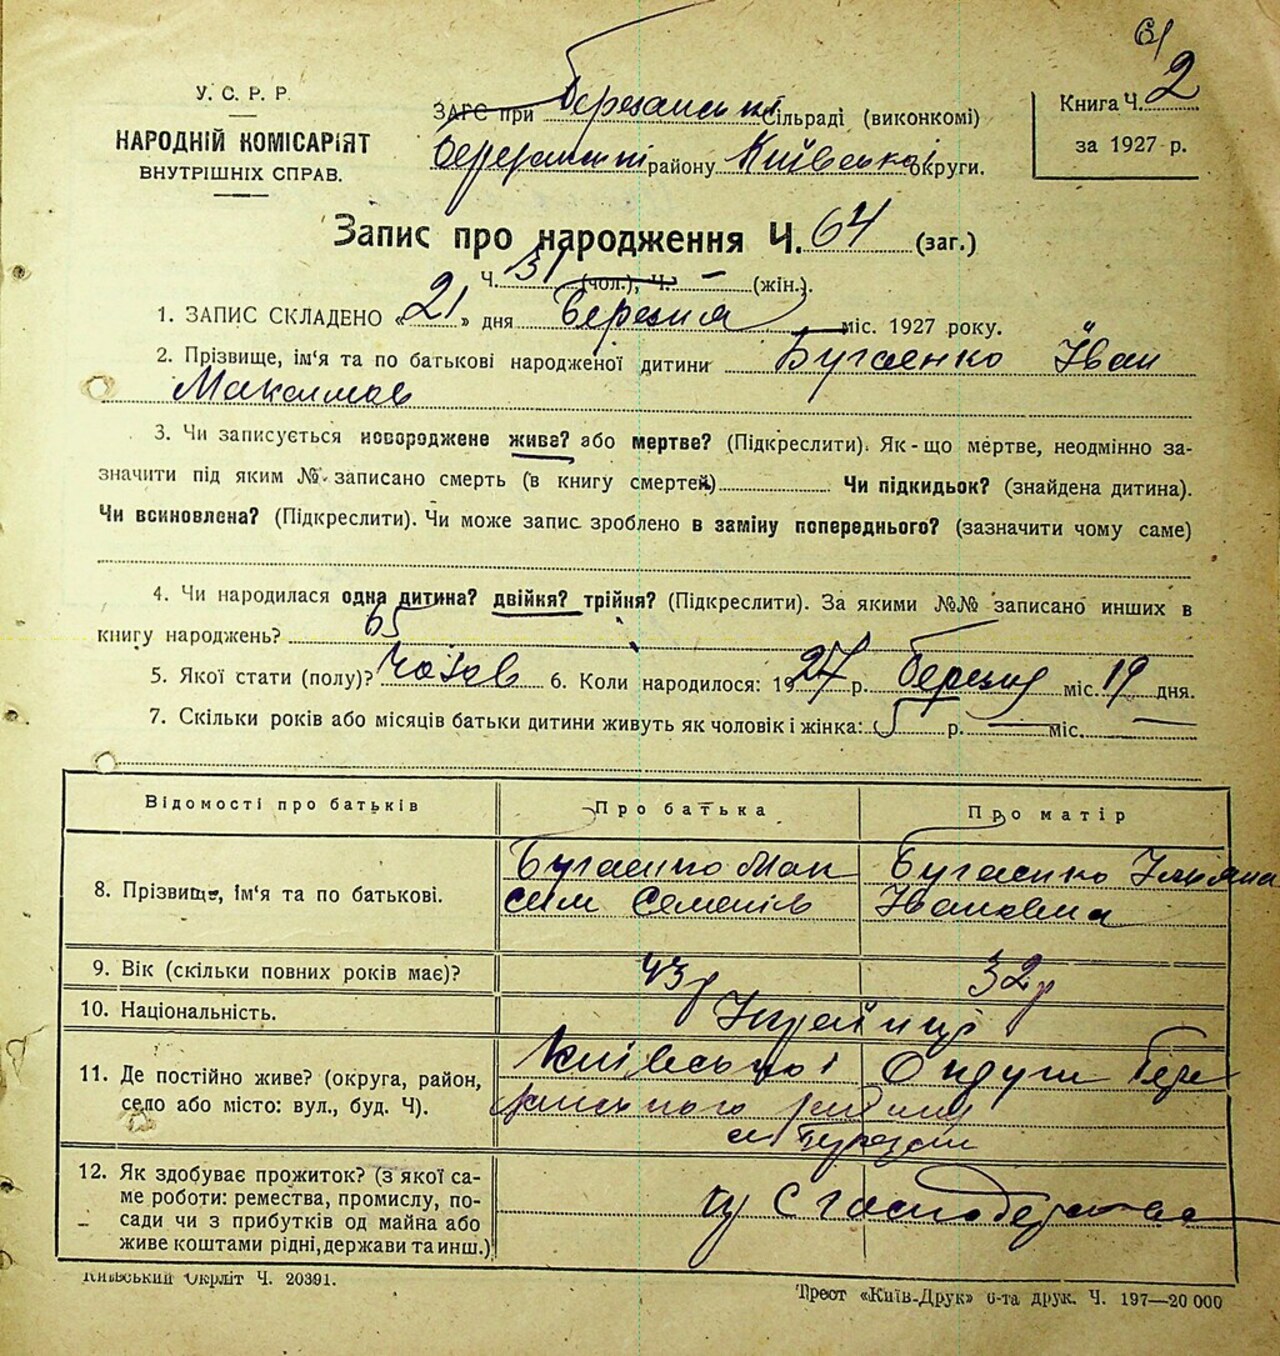 61
2
У. С. Р. Р.
НАРОДНІЙ КОМІСАРІЯТ
ВНУТРІШНІХ СПРАВ.
ЗАГС при Березанські Сільраді (виконкомі)
району Київської округи.
Книга Ч. 2
за 1927 р.
Запис про народження Ч. 64 (заг.)
Ч. 31 (чол.), Ч. – (жін.).
1. ЗАПИС СКЛАДЕНО «21» дня Березня міс. 1927 року.
2. Прізвище, ім'я та по батькові народженої дитини Бугаенко Іван
Максимов
3. Чи записується новороджене живе? або мертве? (Підкреслити). Як-що мертве, неодмінно за-
значити під яким № записано смерть (в книгу смертей) Чи підкидьок? (знайдена дитина).
Чи всиновлена? (Підкреслити). Чи може запис зроблено в заміну попереднього? (зазначити чому саме)
4. Чи народилася одна дитина? двійня? трійня? (Підкреслити). За якими №№ записано инших в
книгу народжень? 65
5. Якої стати (полу)? Чолов 6. Коли народилося: 1927 р. березня міс. 19 дня.
7. Скільки років або місяців батьки дитини живуть як чоловік і жінка: 5 р. — міс. —
Відомості про батьків Про батька Про матір
8. Прізвище, ім'я та по батькові. Бугаенко Мак Бугаенко
сим Семенів Івановна
9. Вік (скільки повних років має)? 43 р 32 р
10. Національність. Українці
11. Де постійно живе? (округа, район, Київської Округи Бере
село або місто: вул., буд. Ч). занського району
м. Березань
12. Як здобуває прожиток? (з якої са-
ме роботи: ремества, промислу, по- С господарства
сади чи з прибутків од майна або
живе коштами рідні, держави та инш.)
Київський Окрліт Ч. 20391.
Трест «Київ-Друк» 6-та друк. Ч. 197—20 000